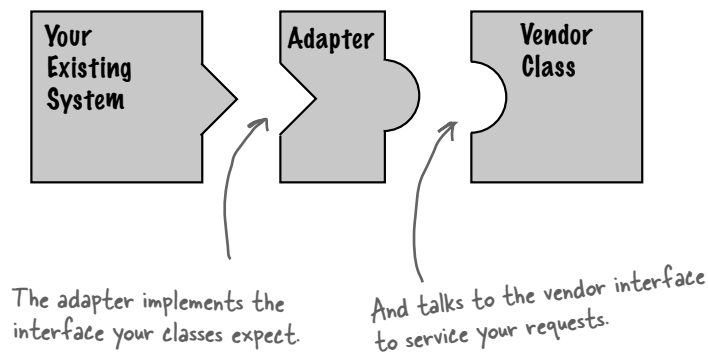 Your
Existing
System
Adapter
Vendor
Class
The adapter implements the
interface your classes expect.
And talks to the vendor interface
to service your requests.